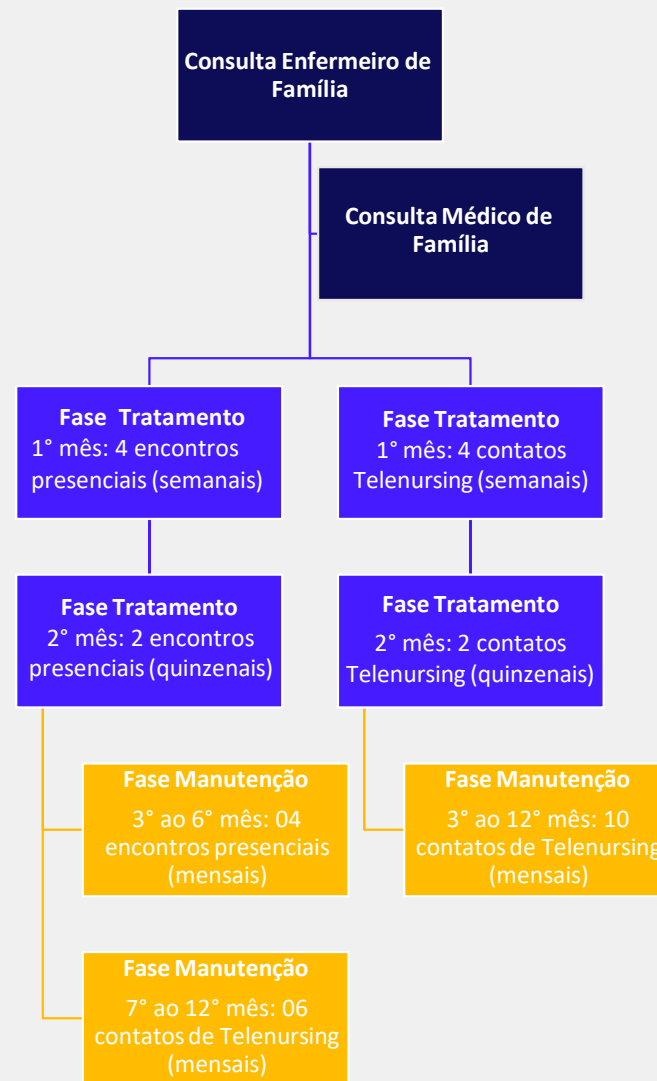 Consulta Enfermeiro de
Família
Consulta Médico de
Família
Fase Tratamento
1° mês: 4 encontros
presenciais (semanais)
Fase Tratamento
1° mês: 4 contatos
Telenursing (semanais)
Fase Tratamento
2° mês: 2 encontros
presenciais (quinzenais)
Fase Tratamento
2° mês: 2 contatos
Telenursing (quinzenais)
Fase Manutenção
3° ao 6° mês: 04
encontros presenciais
(mensais)
Fase Manutenção
3° ao 12° mês: 10
contatos de Telenursing
(mensais)
Fase Manutenção
7° ao 12° mês: 06
contatos de Telenursing
(mensais)